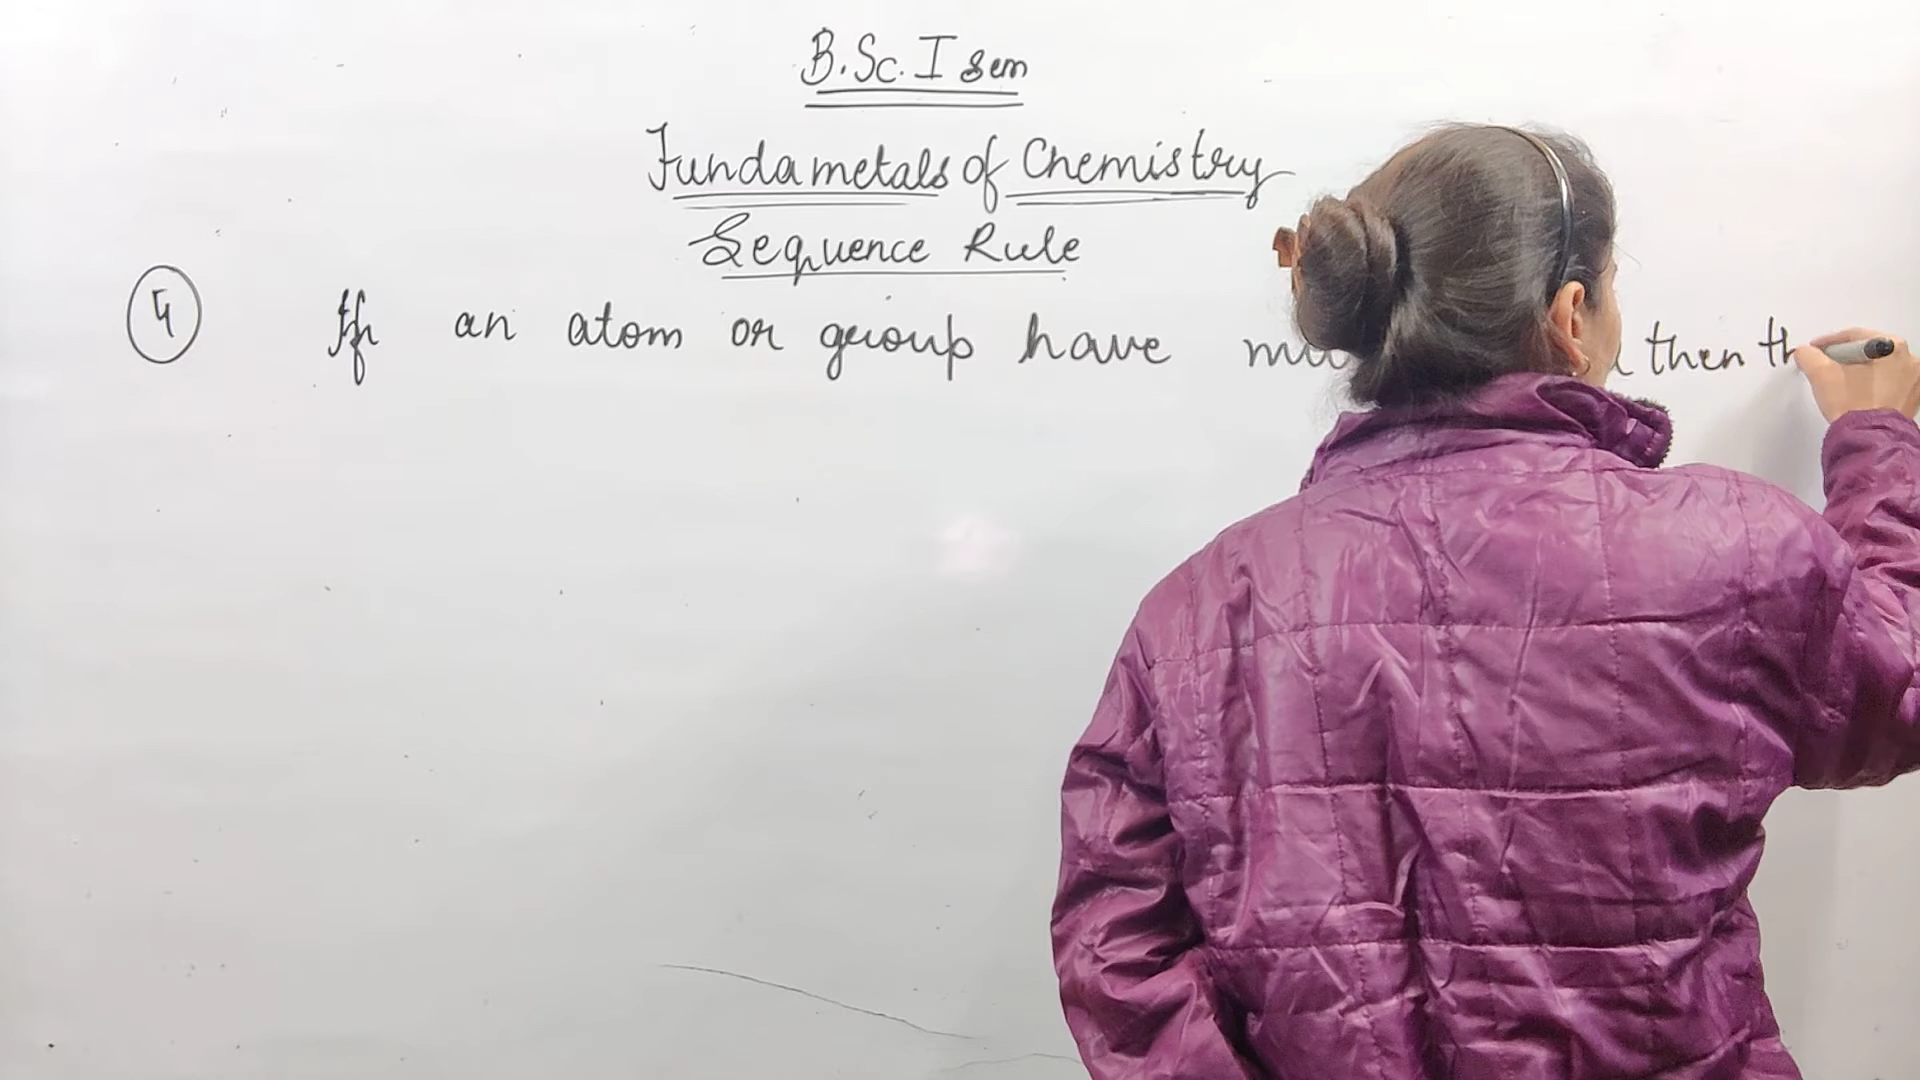 B.Sc. I sem
Fundametals of Chemistry
Sequence Rule
4 If an atom or group have then